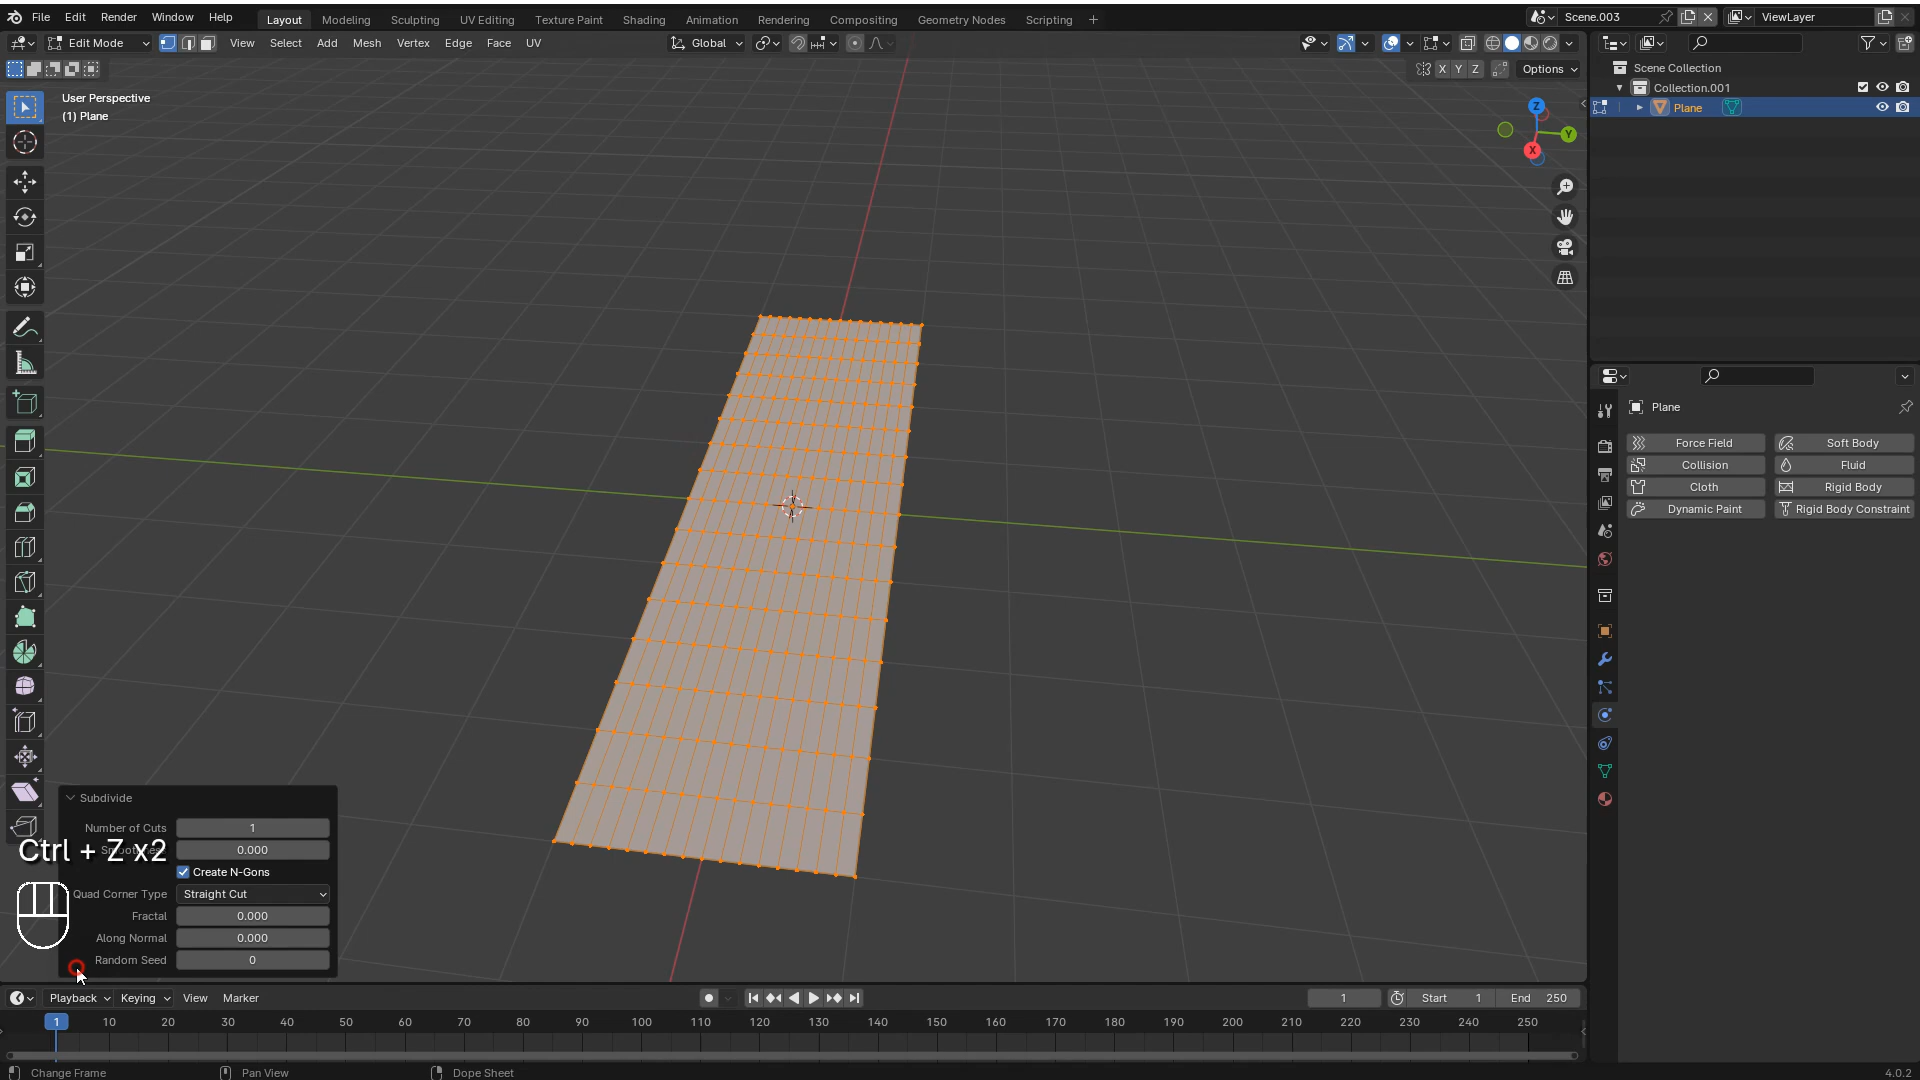 File Edit Render Window Help Layout Modeling Sculpting UV Editing Texture Paint Shading Animation Rendering Compositing Geometry Nodes Scripting + Scene.003 ViewLayer
Edit Mode View Select Add Mesh Vertex Edge Face UV Global
X Y Z Options
User Perspective
(1) Plane
Z
Y
X
Scene Collection
Collection.001
Plane
Plane
Force Field Soft Body
Collision Fluid
Cloth Rigid Body
Dynamic Paint Rigid Body Constraint
Subdivide
Number of Cuts 1
Ctrl + Z x2
0.000
Create N-Gons
Quad Corner Type Straight Cut
Fractal 0.000
Along Normal 0.000
Random Seed 0
Playback Keying View Marker 1 Start 1 End 250
1 10 20 30 40 50 60 70 80 90 100 110 120 130 140 150 160 170 180 190 200 210 220 230 240 250
Change Frame Pan View Dope Sheet 4.0.2